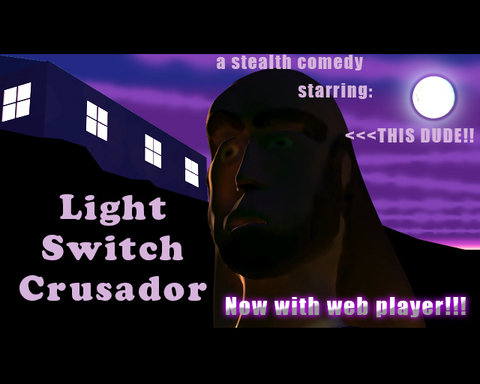 a stealth comedy
starring:
<<<THIS DUDE!!
Light
Switch
Crusador
Now with web player!!!